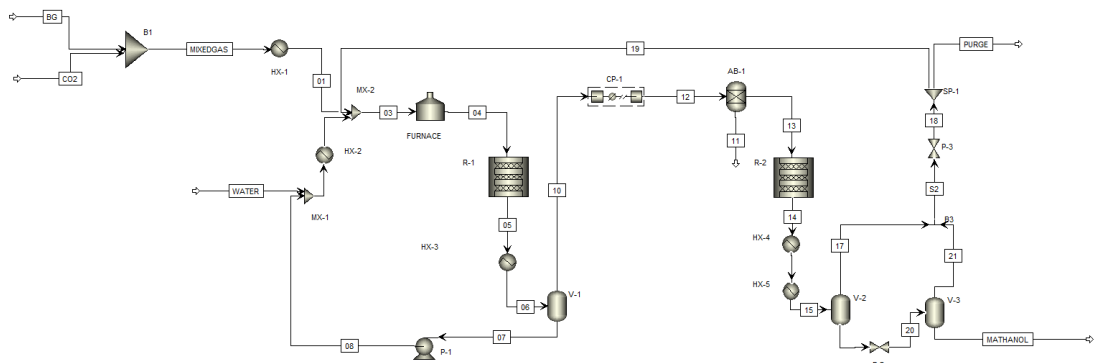 BG
B1
MIXEDGAS
HX-1
CO2
01
19
MX-2
03
04
FURNACE
HX-2
WATER
MX-1
R-1
05
HX-3
06
V-1
07
P-1
08
10
CP-1
12
AB-1
11
13
R-2
14
HX-4
HX-5
15
17
V-2
20
V-3
21
B3
S2
P-3
18
SP-1
PURGE
MATHANOL